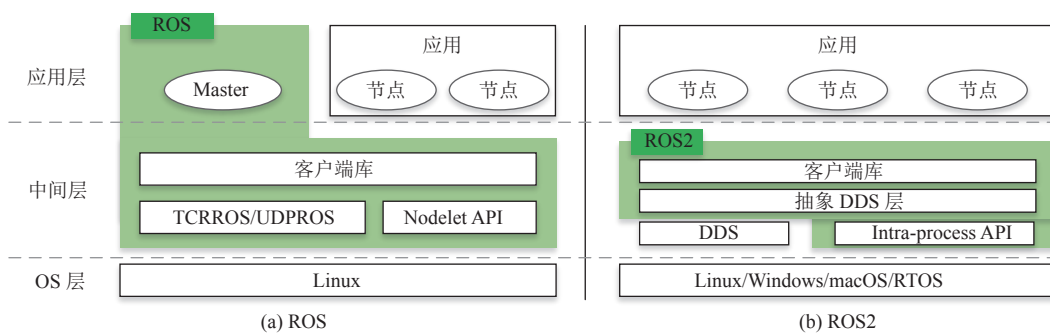 ROS
应用
应用
应用层
Master
节点
节点
节点
节点
节点
ROS2
客户端库
客户端库
中间层
抽象 DDS 层
TCRROS/UDPROS
Nodelet API
DDS
Intra-process API
OS 层
Linux
Linux/Windows/macOS/RTOS
(a) ROS
(b) ROS2